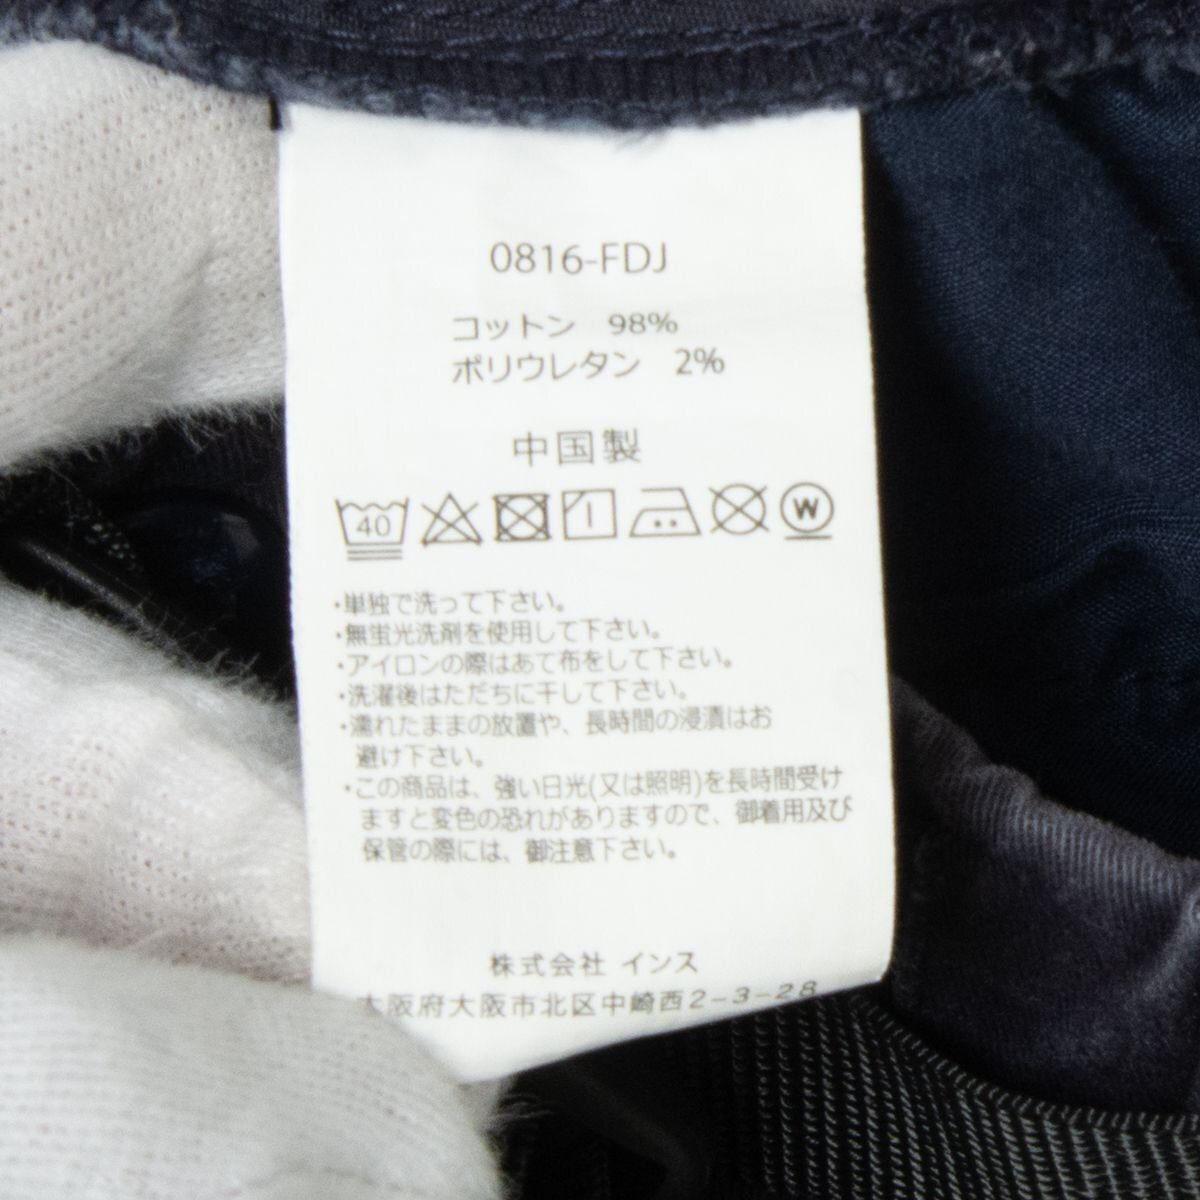 0816-FDJ
コットン 98%
ポリウレタン 2%
中国製
40 W
・単独で洗って下さい。
・無蛍光洗剤を使用して下さい。
・アイロンの際はあて布をして下さい。
・洗濯後はただちに干して下さい。
・濡れたままの放置や、長時間の浸漬はお
避け下さい。
・この商品は、強い日光(又は照明)を長時間受け
ますと変色の恐れがありますので、御着用及び
保管の際には、御注意下さい。
株式会社 インス
大阪府大阪市北区中崎西2-3-28